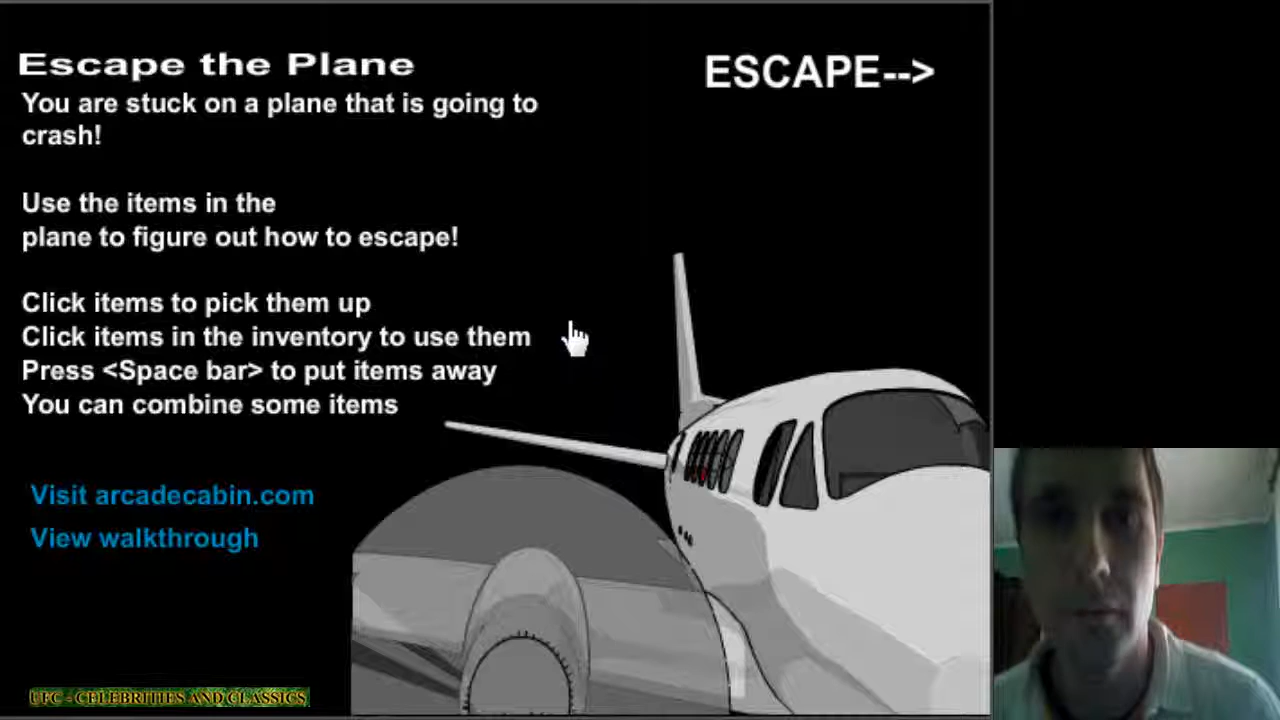 Escape the Plane
ESCAPE-->
You are stuck on a plane that is going to
crash!
Use the items in the
plane to figure out how to escape!
Click items to pick them up
Click items in the inventory to use them
Press <Space bar> to put items away
You can combine some items
Visit arcadecabin.com
View walkthrough
UFC - CELEBRITIES AND CLASSICS